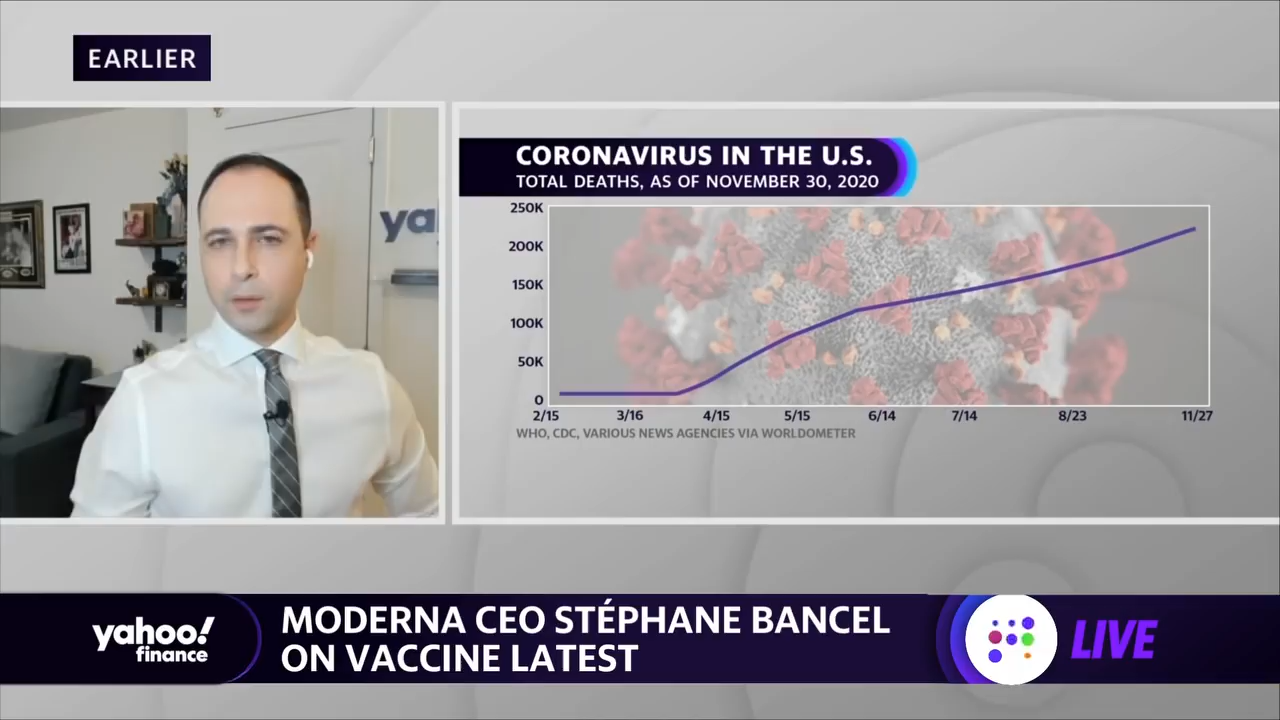 EARLIER
ya
CORONAVIRUS IN THE U.S.
TOTAL DEATHS, AS OF NOVEMBER 30, 2020
250K
200K
150K
100K
50K
0
2/15 3/16 4/15 5/15 6/14 7/14 8/23 11/27
WHO, CDC, VARIOUS NEWS AGENCIES VIA WORLDOMETER
yahoo!
finance
MODERNA CEO STÉPHANE BANCEL
ON VACCINE LATEST
LIVE